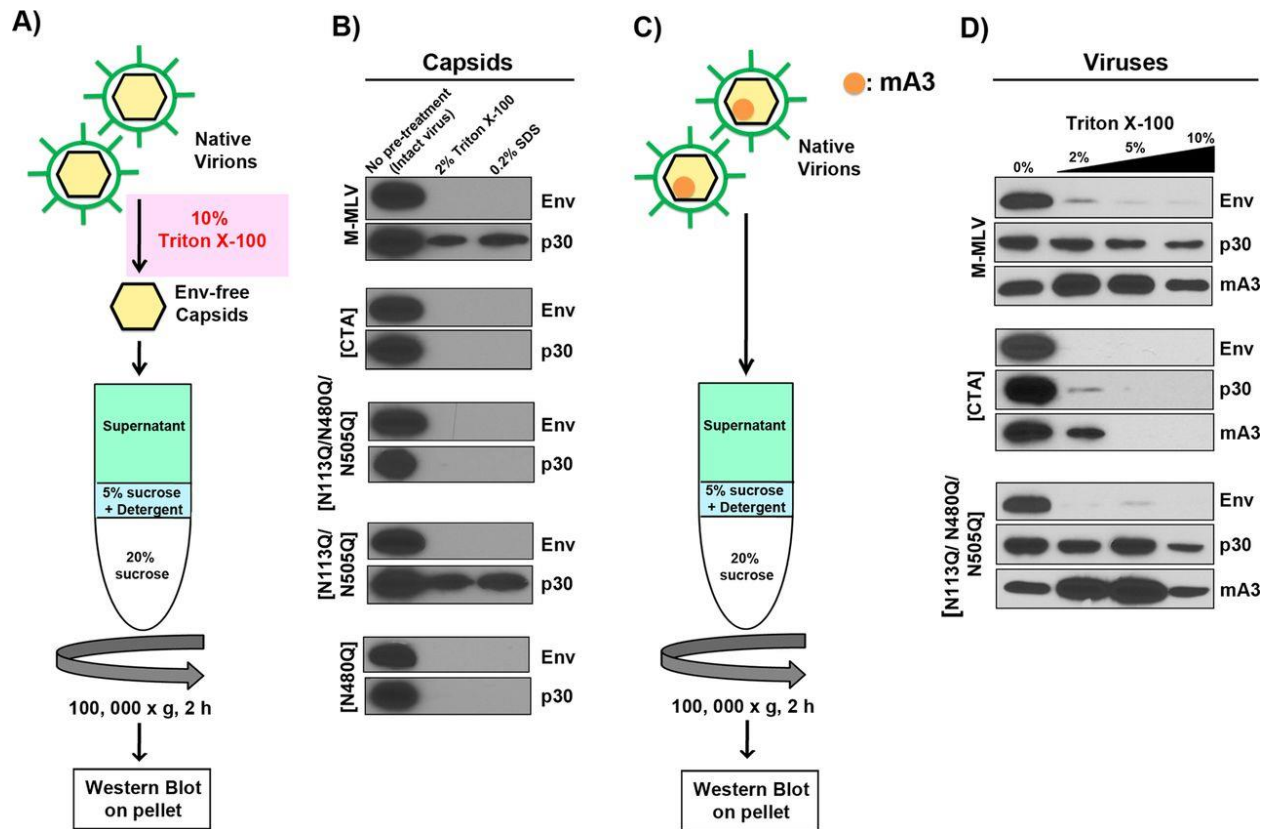 A)
Native
Virions
10%
Triton X-100
Env-free
Capsids
Supernatant
5% sucrose
+ Detergent
20%
sucrose
100, 000 x g, 2 h
Western Blot
on pellet
B)
Capsids
No pre-treatment
(Intact virus)
2% Triton X-100
0.2% SDS
M-MLV
Env
p30
[CTA]
Env
p30
[N113Q/N480Q/
N505Q]
Env
p30
[N113Q/
N505Q]
Env
p30
[N480Q]
Env
p30
C)
: mA3
Native
Virions
Supernatant
5% sucrose
+ Detergent
20%
sucrose
100, 000 x g, 2 h
Western Blot
on pellet
D)
Viruses
Triton X-100
0% 2% 5% 10%
M-MLV
Env
p30
mA3
[CTA]
Env
p30
mA3
[N113Q/ N480Q/
N505Q]
Env
p30
mA3